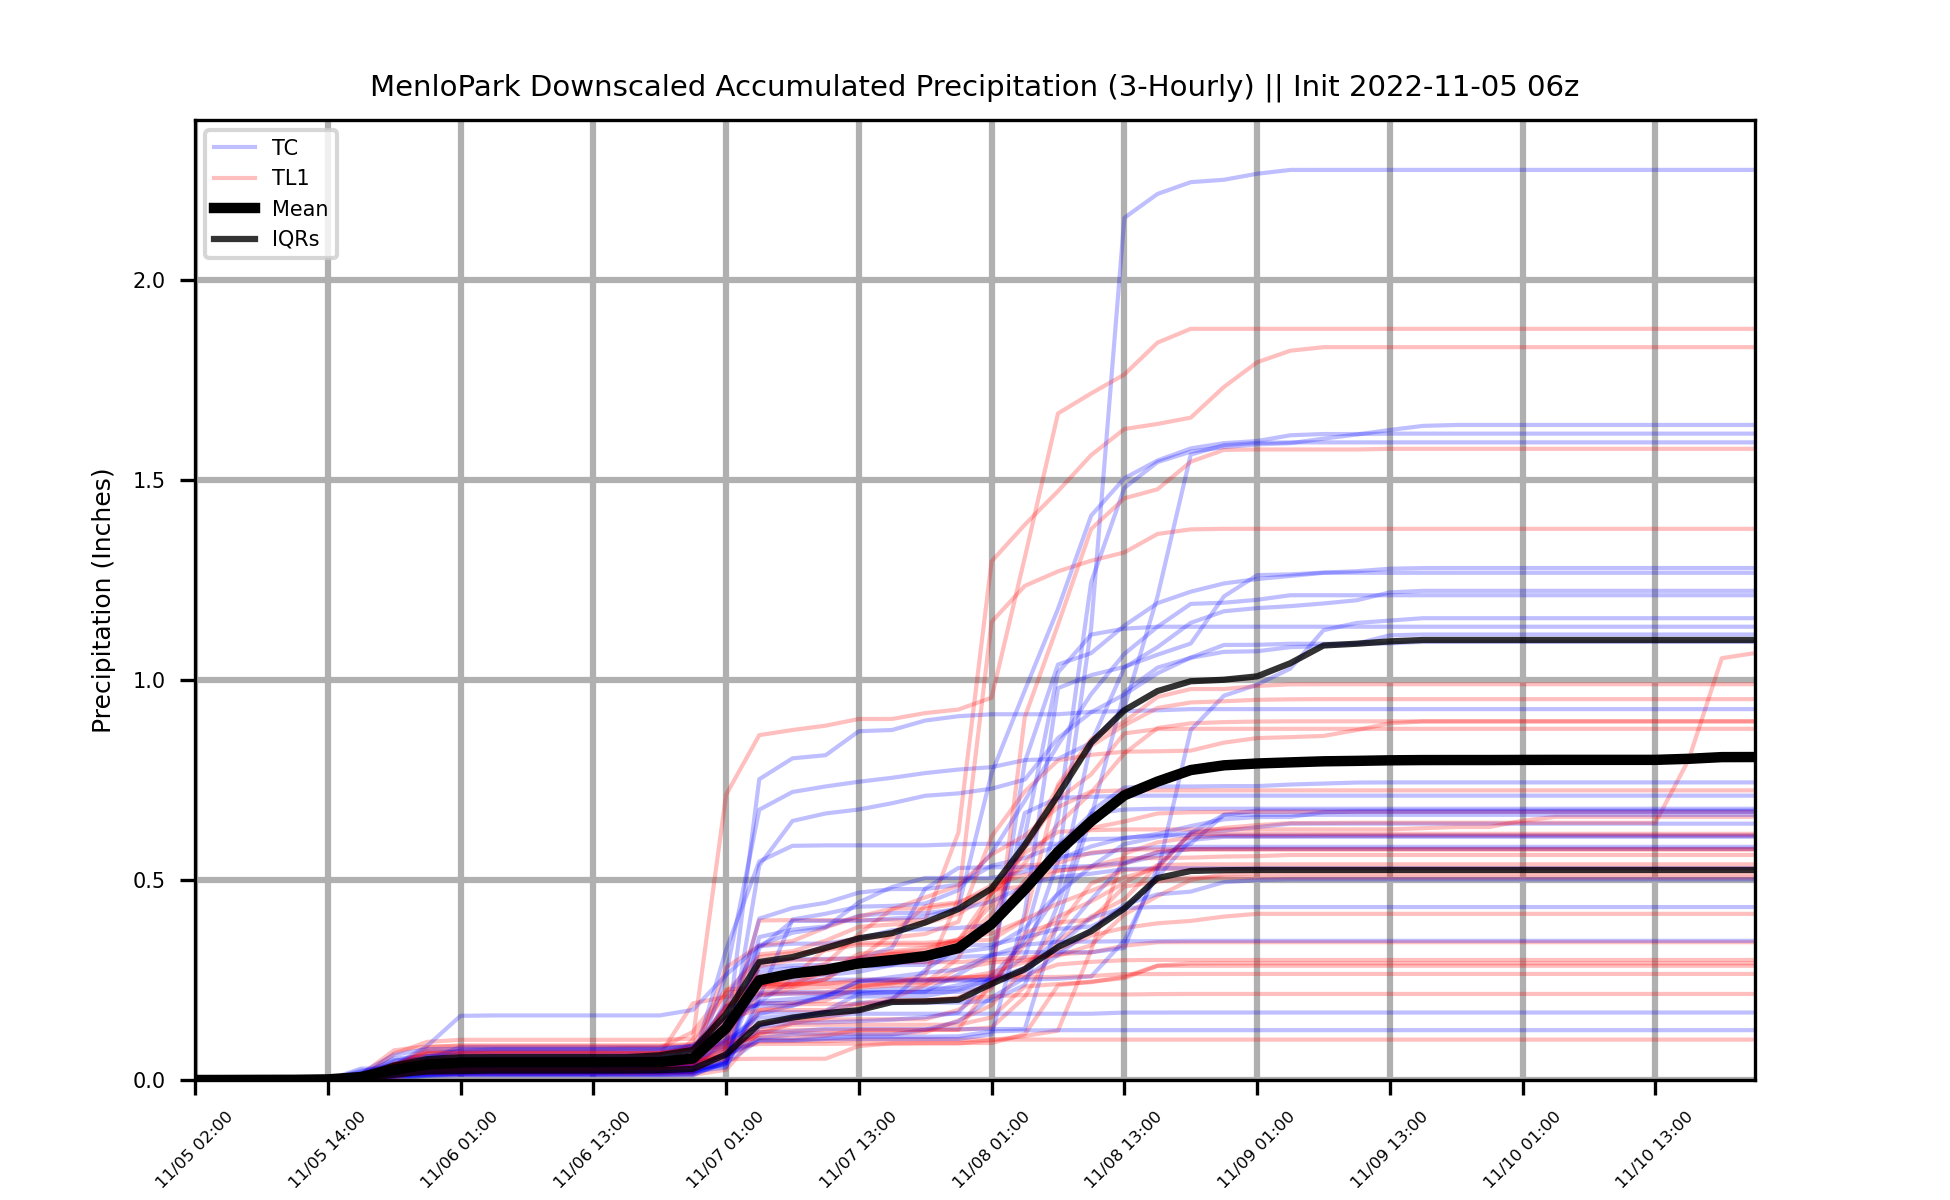 MenloPark Downscaled Accumulated Precipitation (3-Hourly) || Init 2022-11-05 06z
TC
TL1
Mean
IQRs
Precipitation (Inches)
2.0
1.5
1.0
0.5
0.0
11/05 02:00
11/05 14:00
11/06 01:00
11/06 13:00
11/07 01:00
11/07 13:00
11/08 01:00
11/08 13:00
11/09 01:00
11/09 13:00
11/10 01:00
11/10 13:00